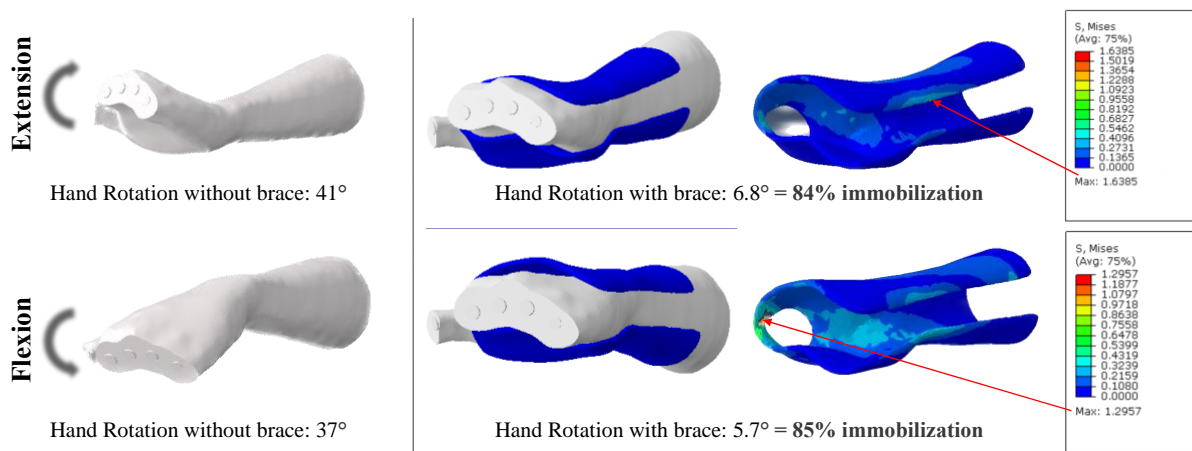 Extension
Hand Rotation without brace: 41°
Hand Rotation with brace: 6.8° = 84% immobilization
S, Mises
(Avg: 75%)
1.6385
1.5019
1.3654
1.2288
1.0923
0.9558
0.8192
0.6827
0.5462
0.4096
0.2731
0.1365
0.0000
Max: 1.6385
Flexion
Hand Rotation without brace: 37°
Hand Rotation with brace: 5.7° = 85% immobilization
S, Mises
(Avg: 75%)
1.2957
1.1877
1.0797
0.9718
0.8638
0.7558
0.6478
0.5399
0.4319
0.3239
0.2159
0.1080
0.0000
Max: 1.2957